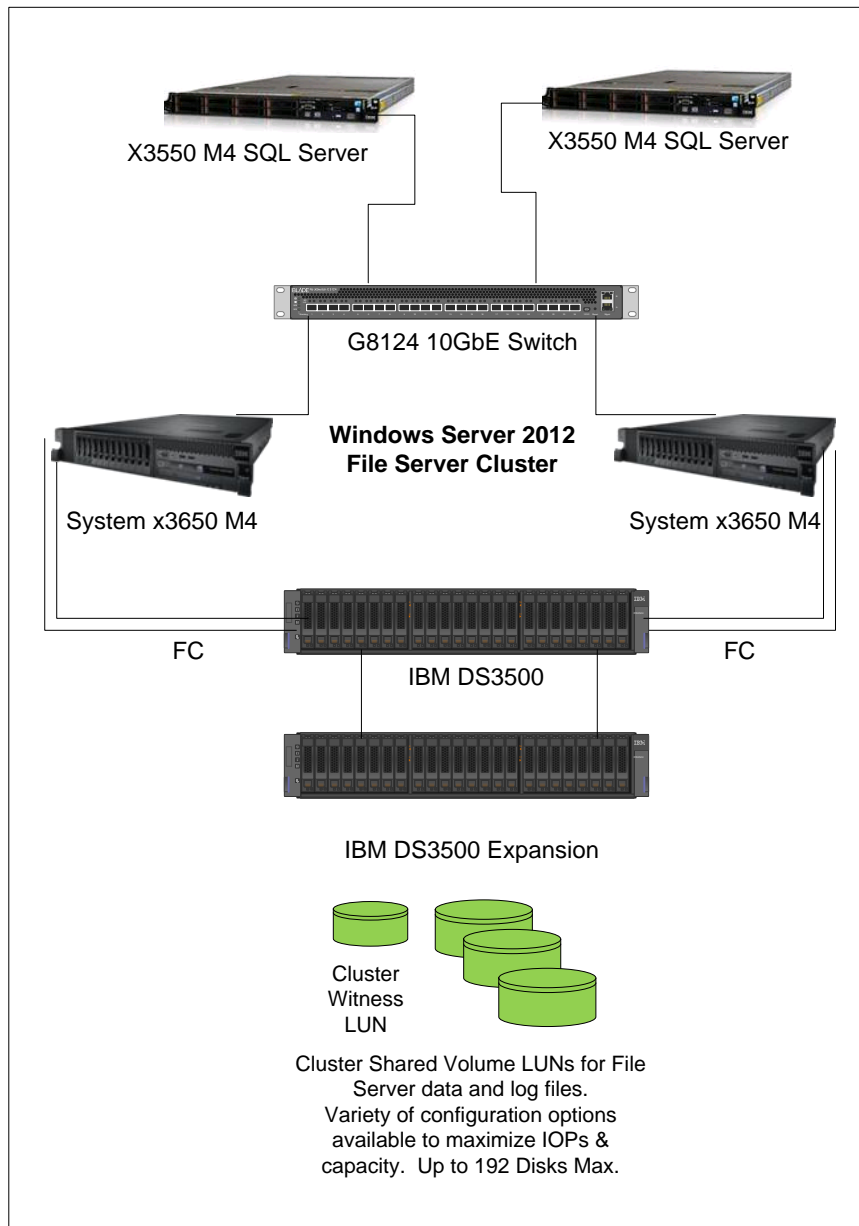 X3550 M4 SQL Server
X3550 M4 SQL Server
BLADE
G8124 10GbE Switch
Windows Server 2012
File Server Cluster
System x3650 M4
System x3650 M4
FC
FC
IBM DS3500
IBM DS3500 Expansion
Cluster
Witness
LUN
Cluster Shared Volume LUNs for File
Server data and log files.
Variety of configuration options
available to maximize IOPs &
capacity.  Up to 192 Disks Max.